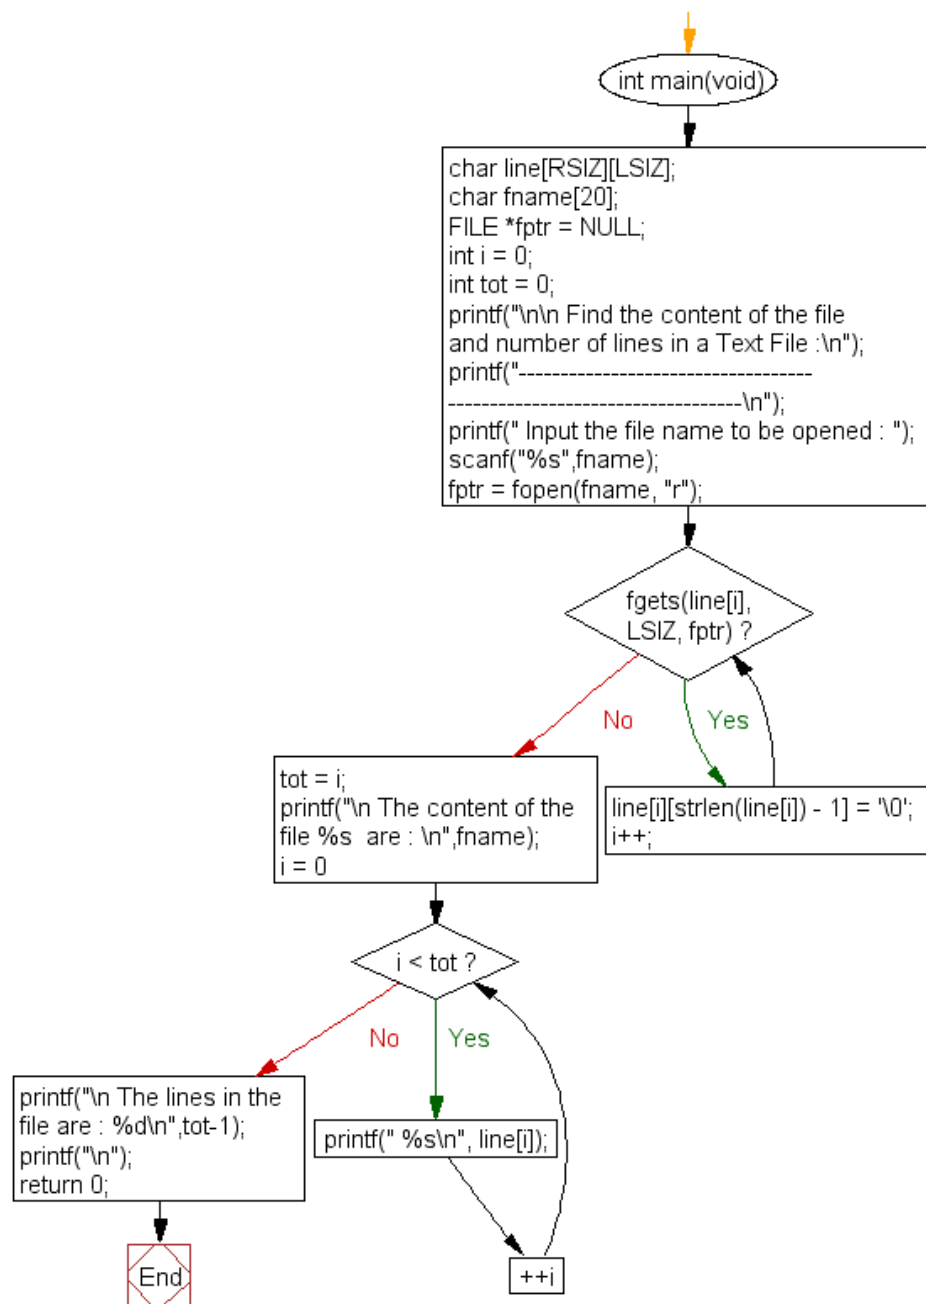 int main(void)
char line[RSIZ][LSIZ];
char fname[20];
FILE *fptr = NULL;
int i = 0;
int tot = 0;
printf("\n\n Find the content of the file
and number of lines in a Text File :\n");
printf("-----------------------------------
-----------------------------------\n");
printf(" Input the file name to be opened : ");
scanf("%s",fname);
fptr = fopen(fname, "r");
fgets(line[i],
LSIZ, fptr) ?
No
Yes
tot = i;
printf("\n The content of the
file %s  are : \n",fname);
i = 0
line[i][strlen(line[i]) - 1] = '\0';
i++;
i < tot ?
No
Yes
printf("\n The lines in the
file are : %d\n",tot-1);
printf("\n");
return 0;
printf(" %s\n", line[i]);
End
++i